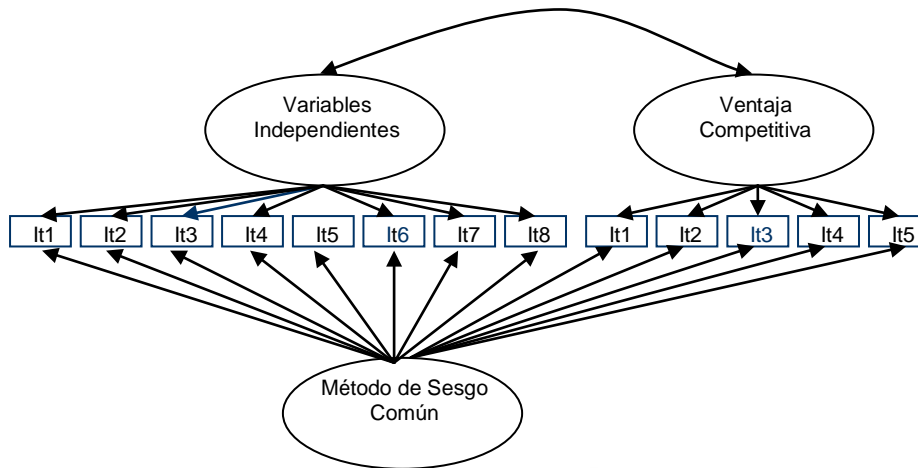 Variables
Independientes
Ventaja
Competitiva
It1 It2 It3 It4 It5 It6 It7 It8 It1 It2 It3 It4 It5
Método de Sesgo
Común